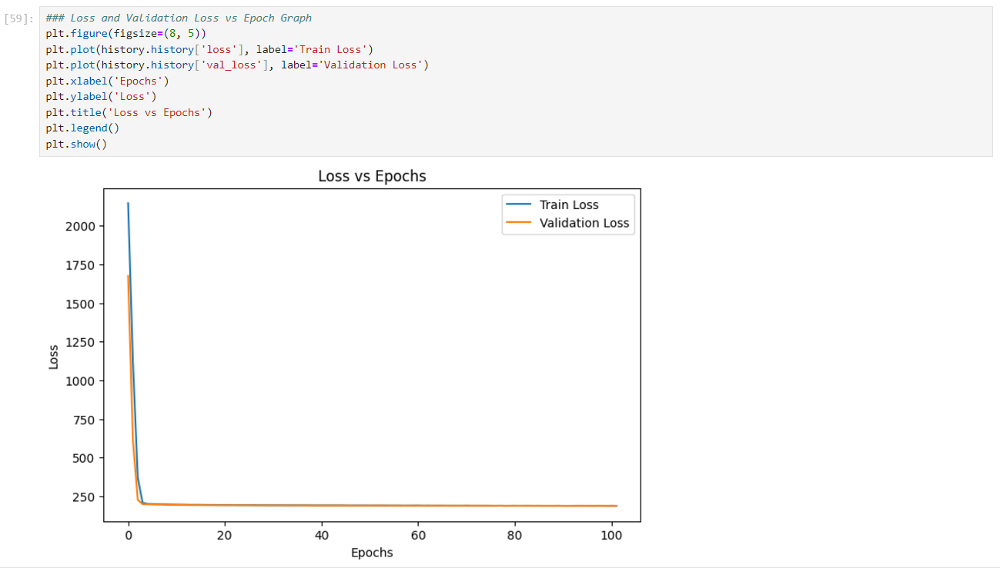 [59]:
### Loss and Validation Loss vs Epoch Graph
plt.figure(figsize=(8, 5))
plt.plot(history.history['loss'], label='Train Loss')
plt.plot(history.history['val_loss'], label='Validation Loss')
plt.xlabel('Epochs')
plt.ylabel('Loss')
plt.title('Loss vs Epochs')
plt.legend()
plt.show()
Loss vs Epochs
Train Loss
Validation Loss
2000
1750
1500
1250
1000
750
500
250
Loss
0 20 40 60 80 100
Epochs